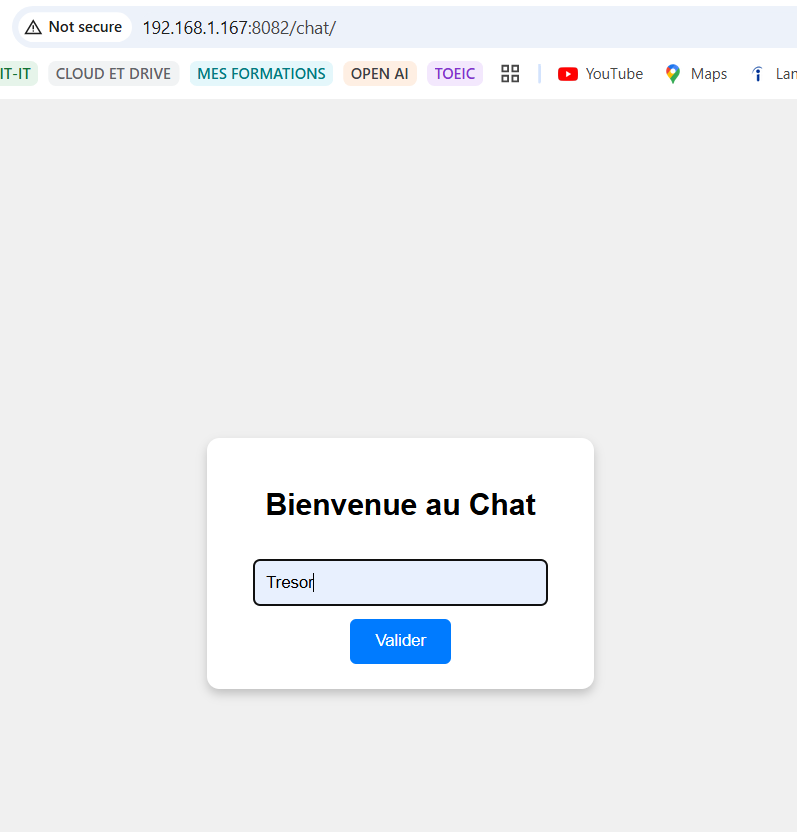 Not secure 192.168.1.167:8082/chat/
IT-IT CLOUD ET DRIVE MES FORMATIONS OPEN AI TOEIC YouTube Maps Lan
Bienvenue au Chat
Tresor
Valider